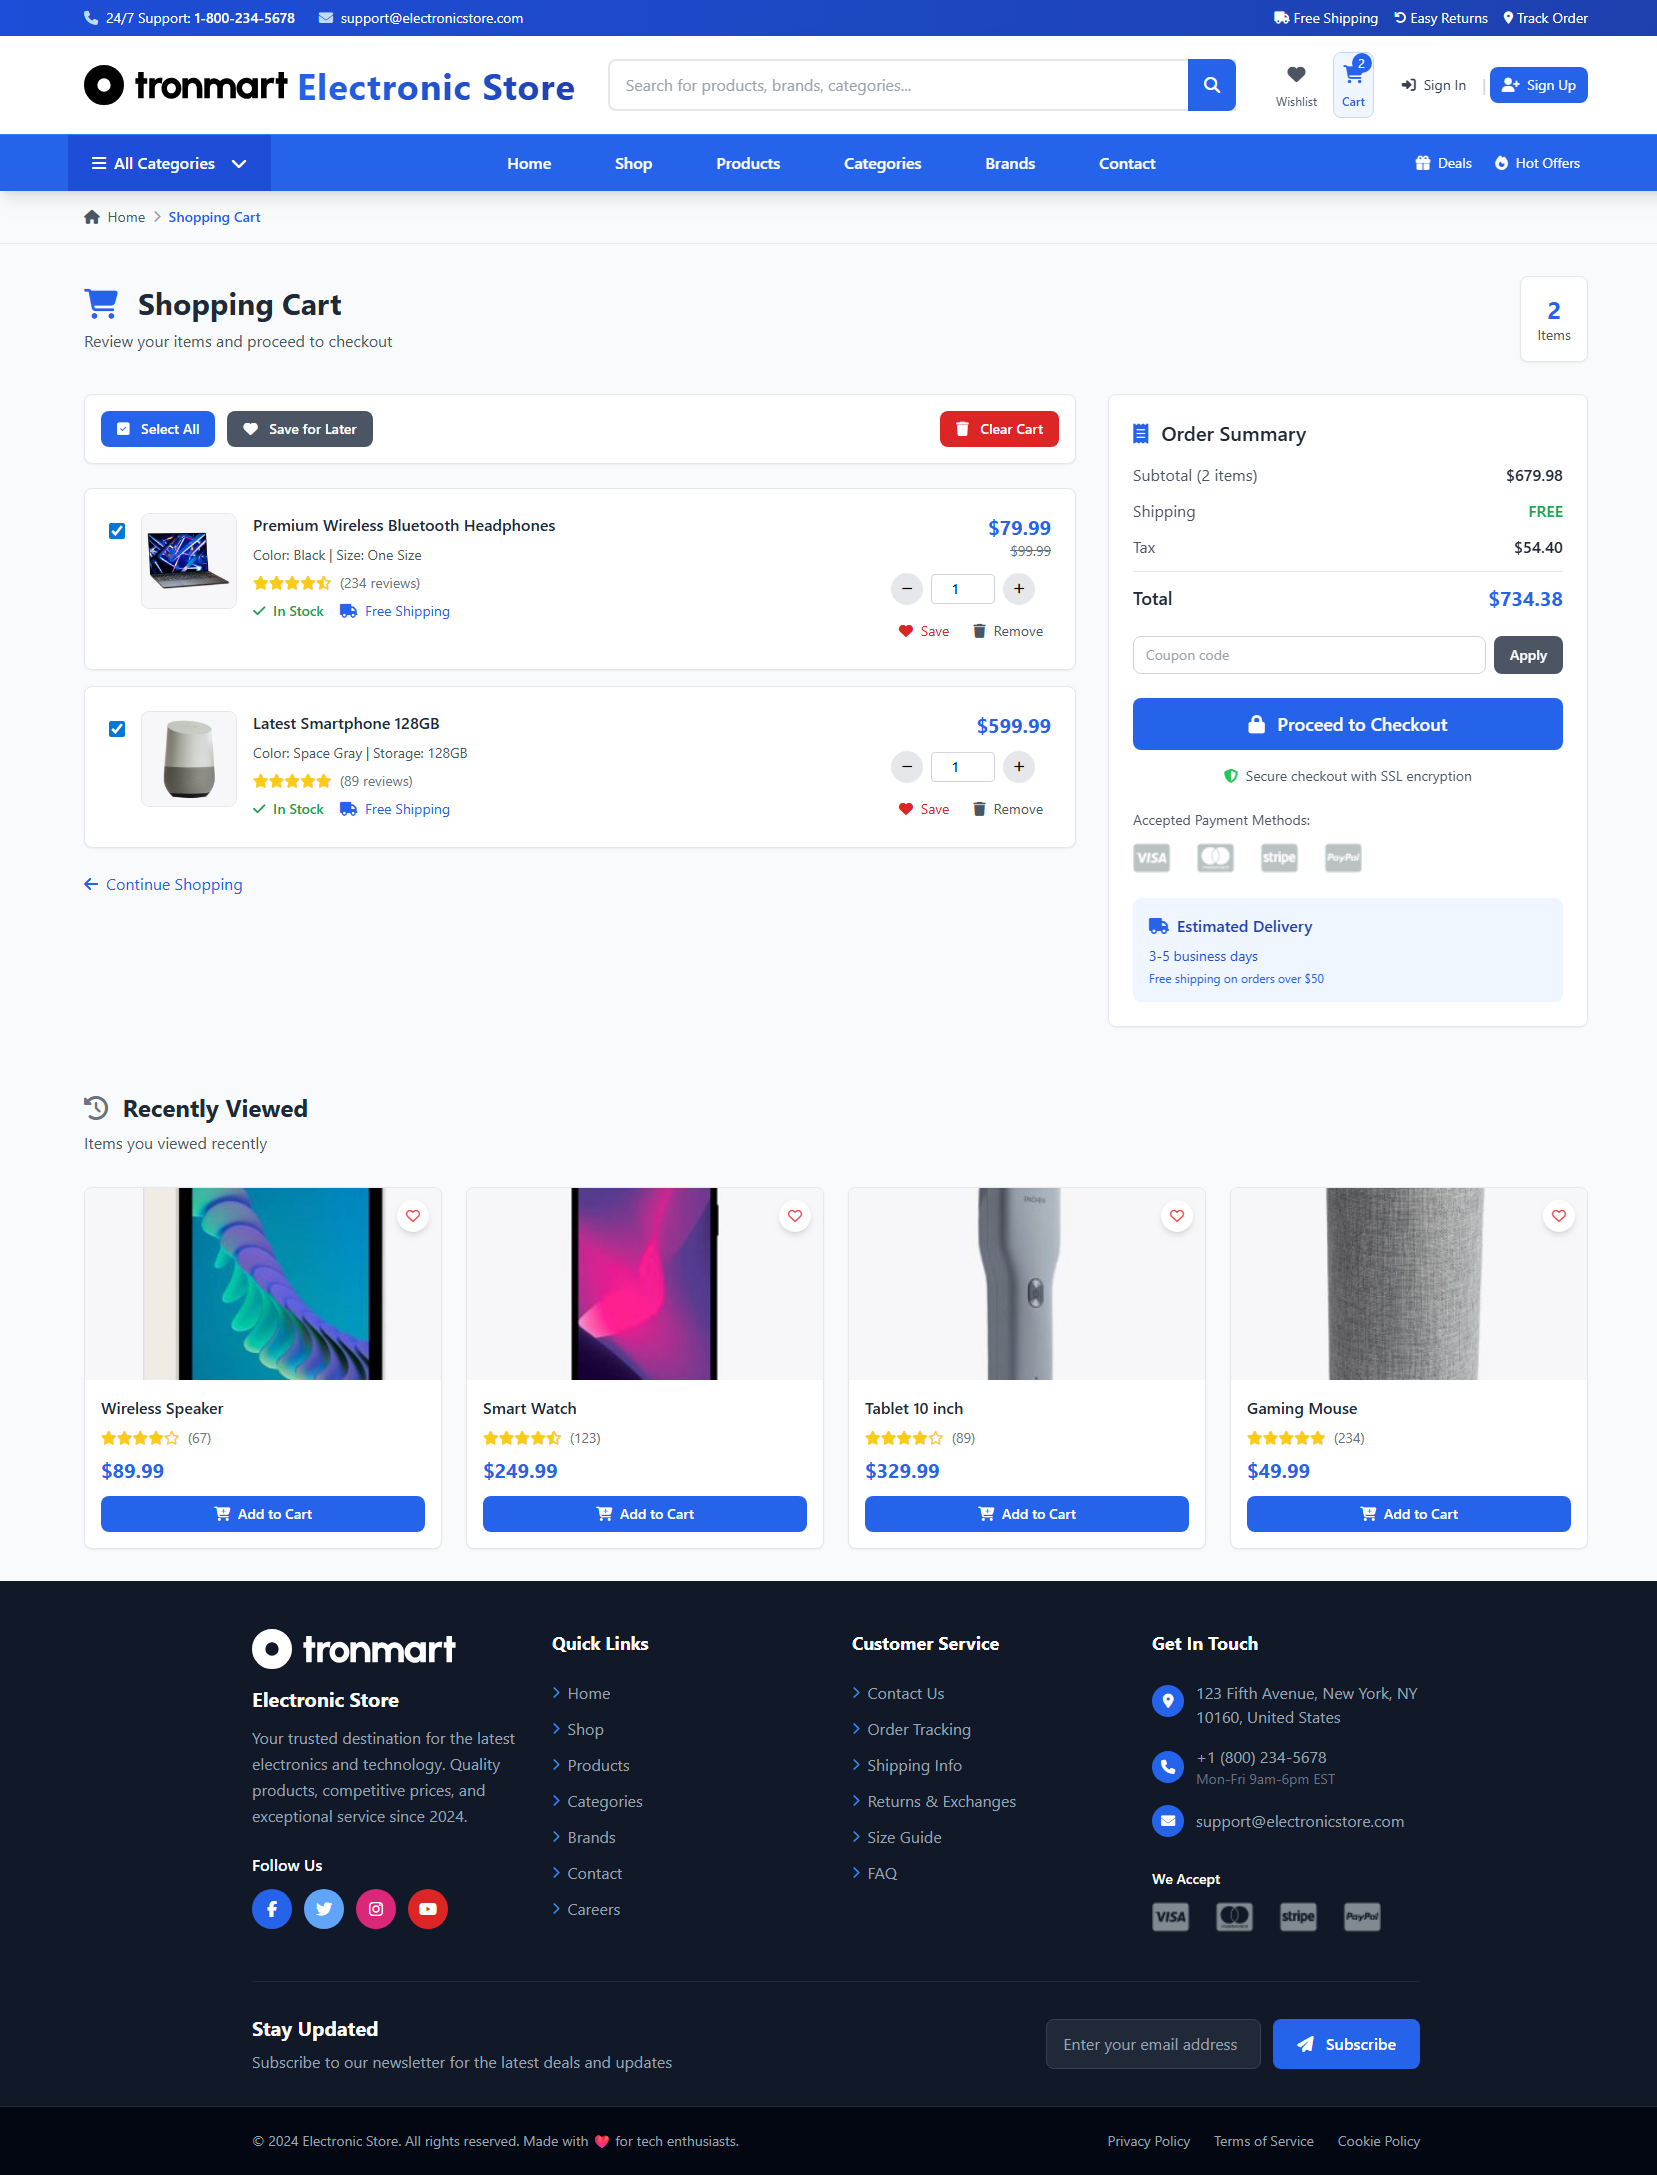 24/7 Support: 1-800-234-5678 support@electronicstore.com Free Shipping Easy Returns Track Order
tronmart Electronic Store Search for products, brands, categories... Wishlist 2 Cart Sign In | Sign Up
All Categories Home Shop Products Categories Brands Contact Deals Hot Offers
Home Shopping Cart
Shopping Cart
Review your items and proceed to checkout
2
Items
Select All Save for Later Clear Cart
Premium Wireless Bluetooth Headphones
Color: Black | Size: One Size
(234 reviews)
In Stock Free Shipping
$79.99
$99.99
1
Save Remove
Latest Smartphone 128GB
Color: Space Gray | Storage: 128GB
(89 reviews)
In Stock Free Shipping
$599.99
1
Save Remove
Continue Shopping
Order Summary
Subtotal (2 items) $679.98
Shipping FREE
Tax $54.40
Total $734.38
Coupon code Apply
Proceed to Checkout
Secure checkout with SSL encryption
Accepted Payment Methods:
VISA stripe PayPal
Estimated Delivery
3-5 business days
Free shipping on orders over $50
Recently Viewed
Items you viewed recently
Wireless Speaker
(67)
$89.99
Add to Cart
Smart Watch
(123)
$249.99
Add to Cart
Tablet 10 inch
(89)
$329.99
Add to Cart
Gaming Mouse
(234)
$49.99
Add to Cart
tronmart
Electronic Store
Your trusted destination for the latest
electronics and technology. Quality
products, competitive prices, and
exceptional service since 2024.
Follow Us
Quick Links
Home
Shop
Products
Categories
Brands
Contact
Careers
Customer Service
Contact Us
Order Tracking
Shipping Info
Returns & Exchanges
Size Guide
FAQ
Get In Touch
123 Fifth Avenue, New York, NY
10160, United States
+1 (800) 234-5678
Mon-Fri 9am-6pm EST
support@electronicstore.com
We Accept
VISA stripe PayPal
Stay Updated
Subscribe to our newsletter for the latest deals and updates
Enter your email address Subscribe
© 2024 Electronic Store. All rights reserved. Made with for tech enthusiasts.
Privacy Policy Terms of Service Cookie Policy